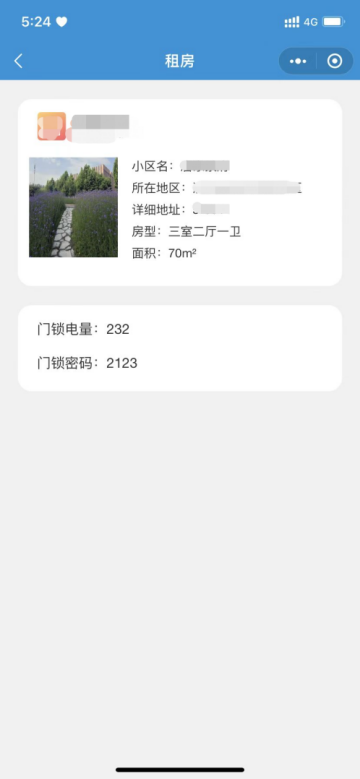 5:24
4G
租房
小区名：
所在地区：
详细地址：
房型：三室二厅一卫
面积：70m²
门锁电量：232
门锁密码：2123